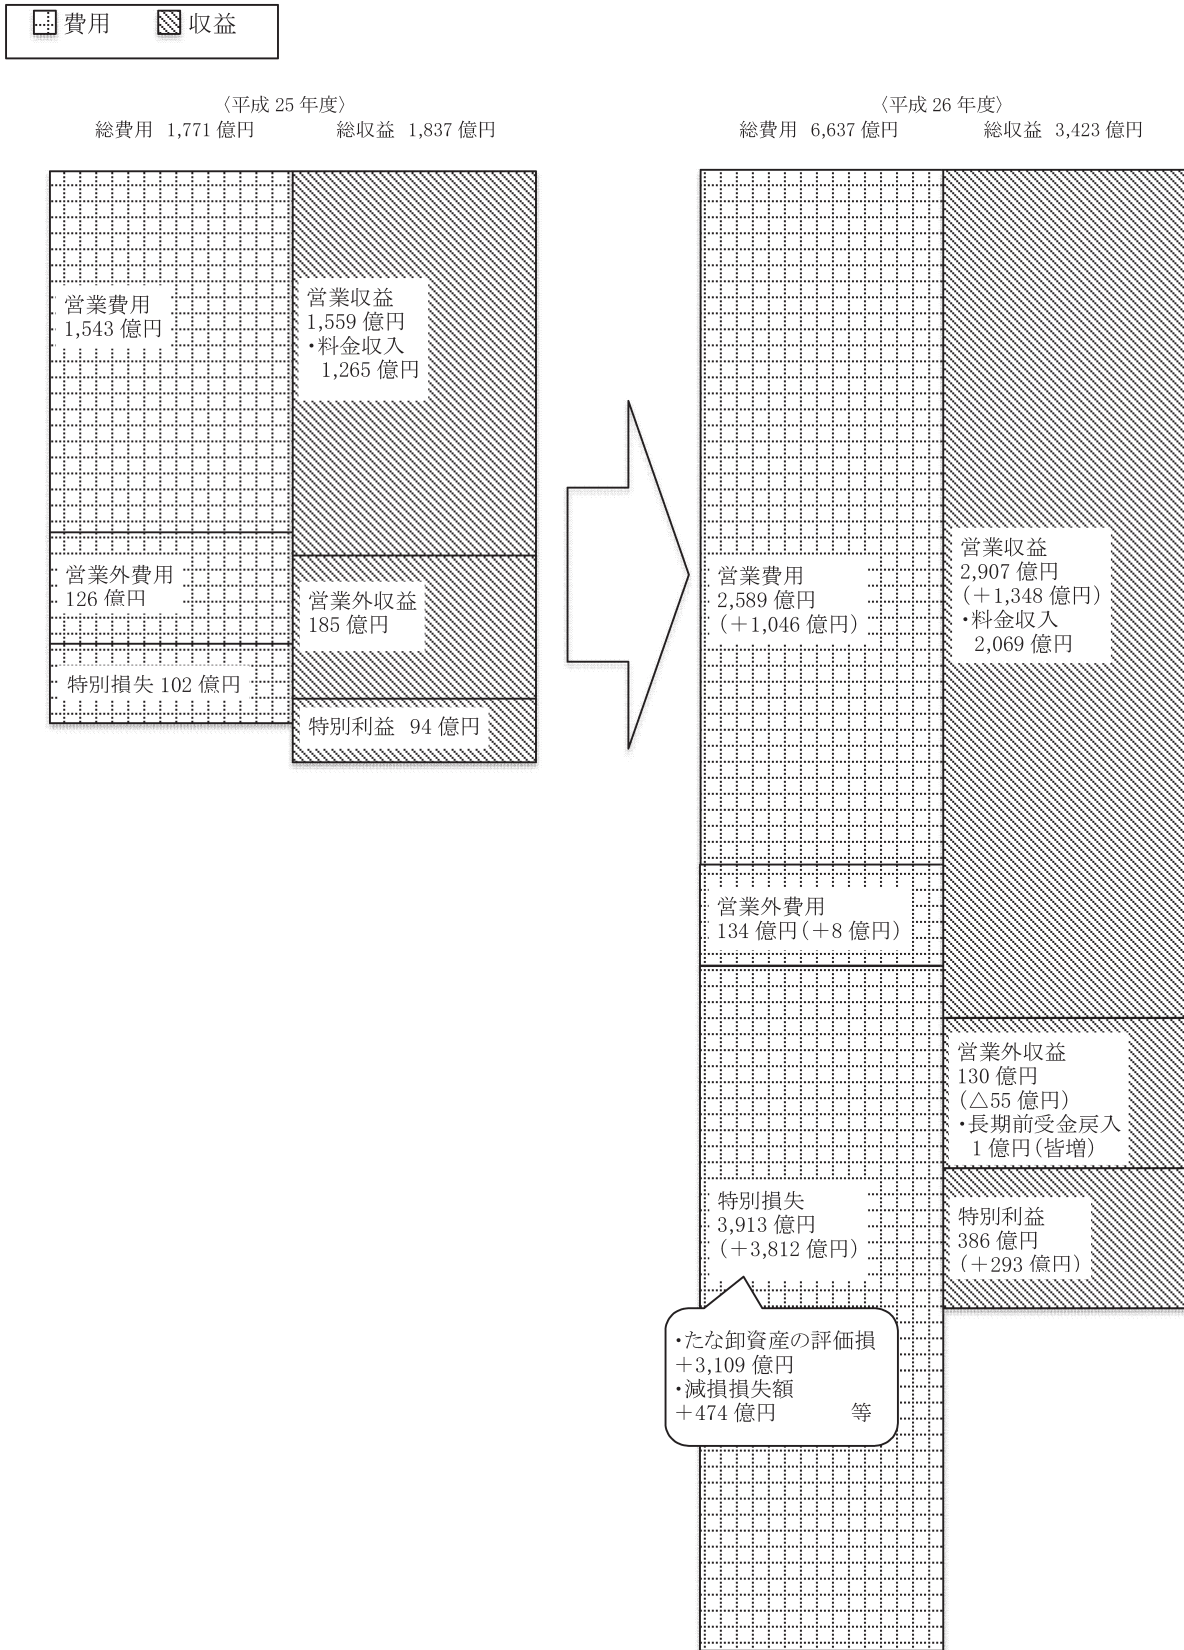 費用 収益
〈平成 25 年度〉
総費用 1,771 億円 総収益 1,837 億円
営業費用
1,543 億円
営業収益
1,559 億円
・料金収入
1,265 億円
営業外費用
126 億円
営業外収益
185 億円
特別損失 102 億円
特別利益 94 億円
〈平成 26 年度〉
総費用 6,637 億円 総収益 3,423 億円
営業費用
2,589 億円
(＋1,046 億円)
営業収益
2,907 億円
(＋1,348 億円)
・料金収入
2,069 億円
営業外費用
134 億円(＋8 億円)
営業外収益
130 億円
(△55 億円)
・長期前受金戻入
1 億円(皆増)
特別損失
3,913 億円
(＋3,812 億円)
特別利益
386 億円
(＋293 億円)
・たな卸資産の評価損
＋3,109 億円
・減損損失額
＋474 億円 等